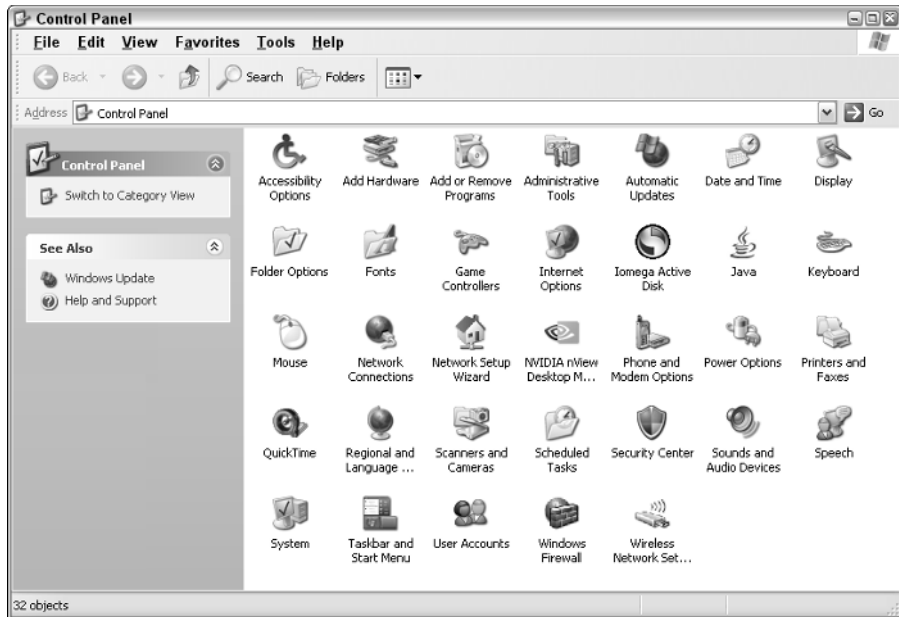 Control Panel
File Edit View Favorites Tools Help
Back Search Folders
Address Control Panel Go
Control Panel
Switch to Category View
See Also
Windows Update
Help and Support
Accessibility Options
Add Hardware
Add or Remove Programs
Administrative Tools
Automatic Updates
Date and Time
Display
Folder Options
Fonts
Game Controllers
Internet Options
Iomega Active Disk
Java
Keyboard
Mouse
Network Connections
Network Setup Wizard
NVIDIA nView Desktop M...
Phone and Modem Options
Power Options
Printers and Faxes
QuickTime
Regional and Language ...
Scanners and Cameras
Scheduled Tasks
Security Center
Sounds and Audio Devices
Speech
System
Taskbar and Start Menu
User Accounts
Windows Firewall
Wireless Network Set...
32 objects